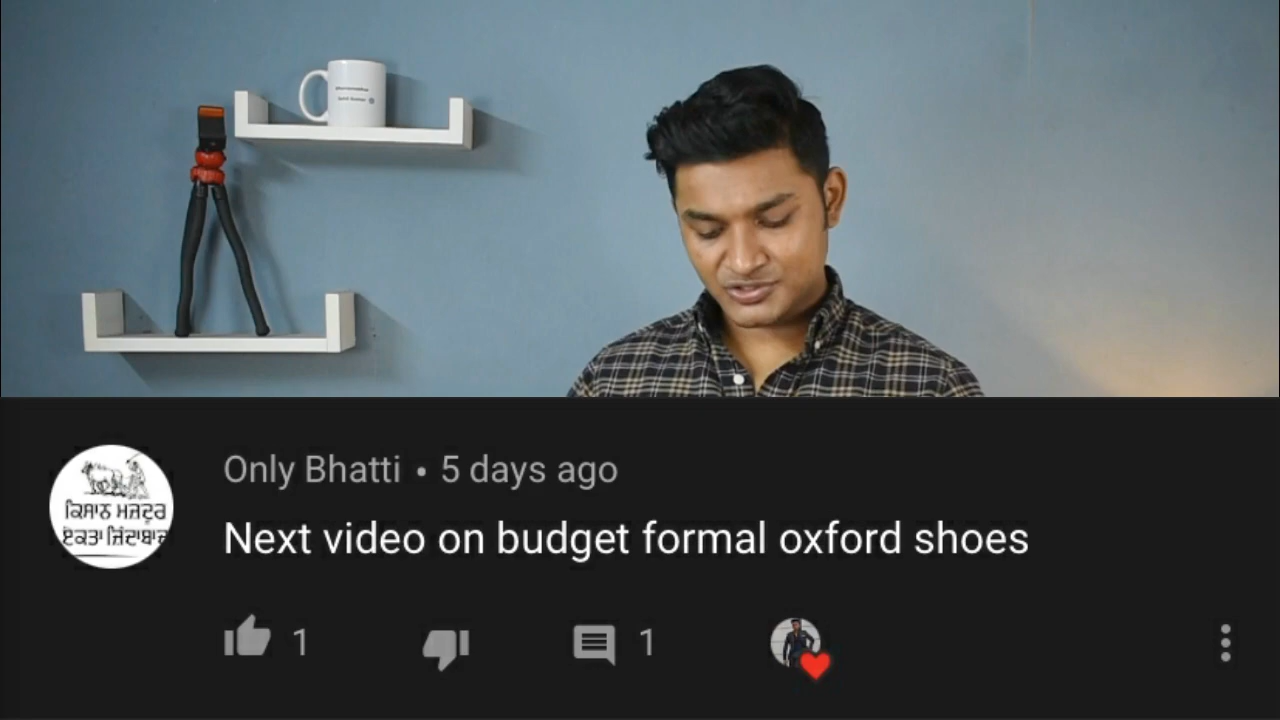 Only Bhatti • 5 days ago
ਕਿਸਾਨ ਮਜ਼ਦੂਰ
ਏਕਤਾ ਜ਼ਿੰਦਾਬਾਦ
Next video on budget formal oxford shoes
1
1